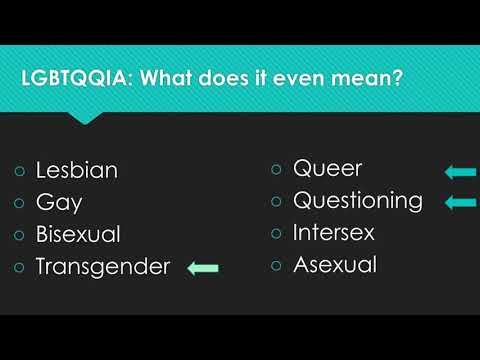 LGBTQQIA: What does it even mean?
Lesbian
Gay
Bisexual
Transgender
Queer
Questioning
Intersex
Asexual